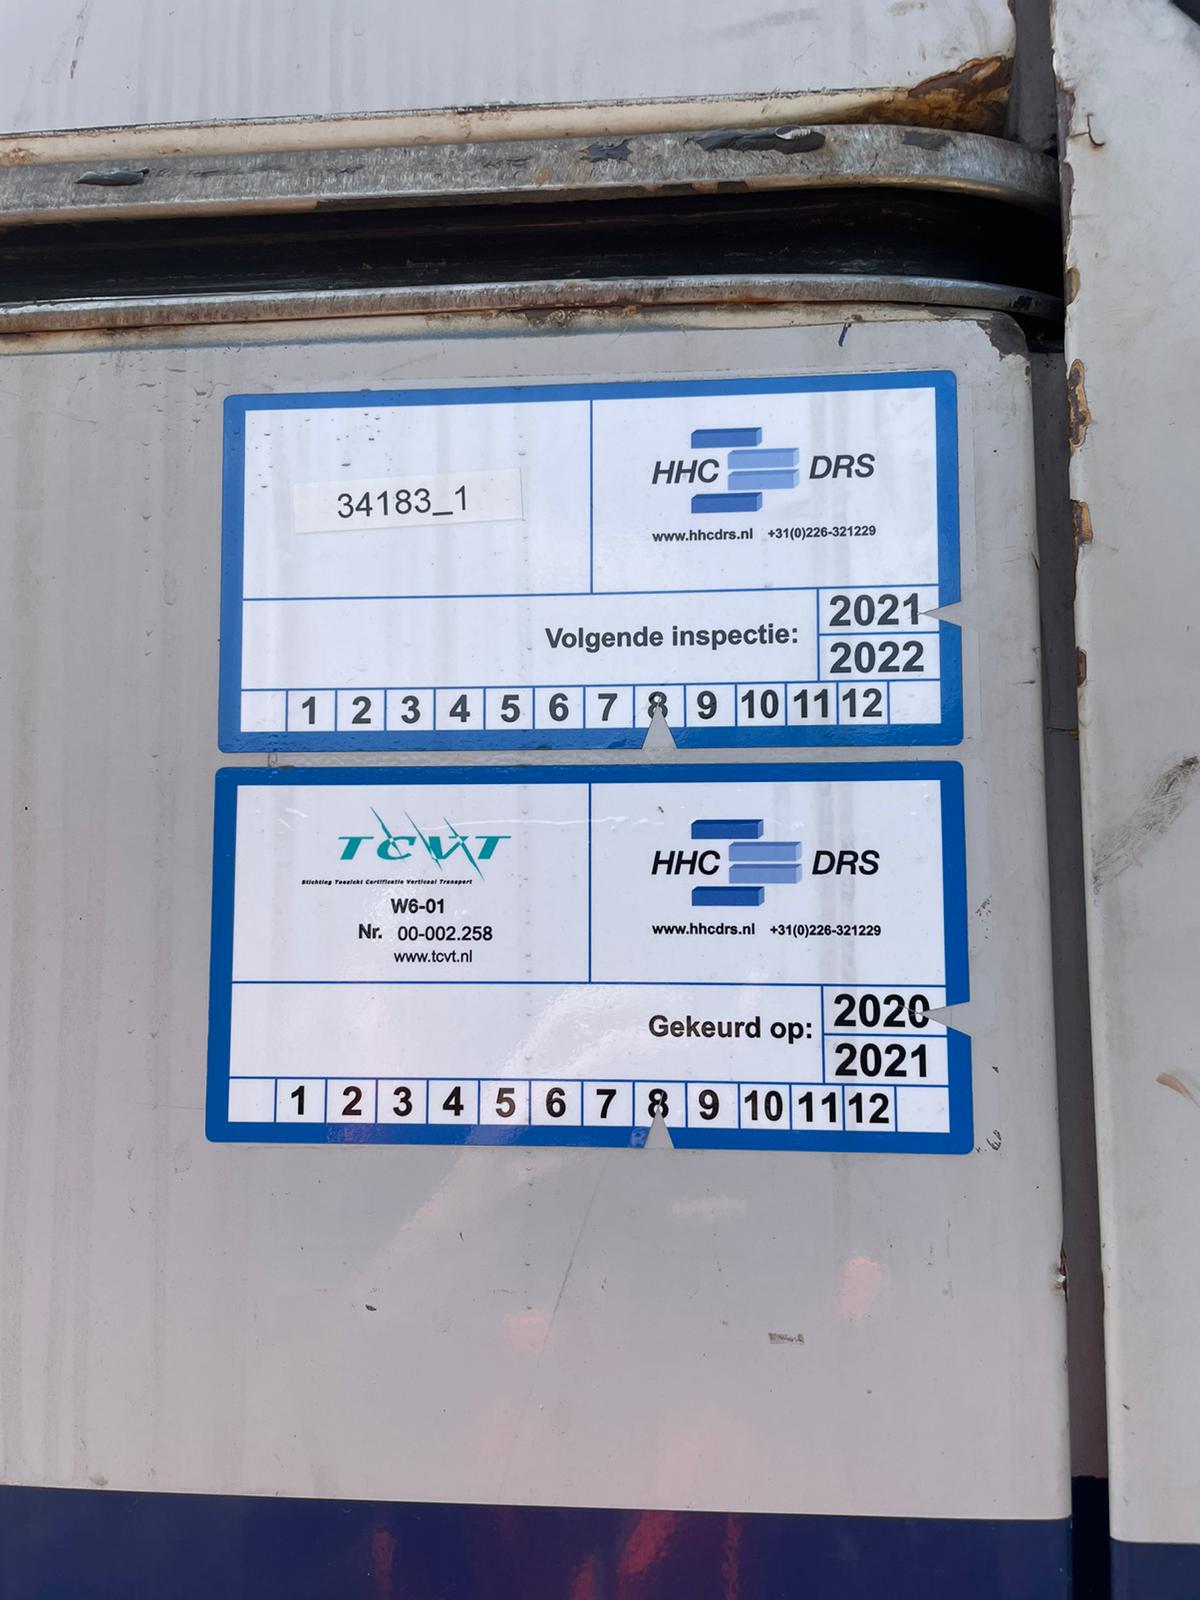 34183_1
HHC DRS
www.hhcdrs.nl +31(0)226-321229
Volgende inspectie:
2021
2022
1 2 3 4 5 6 7 8 9 10 11 12
TCVT
Stichting Toezicht Certificatie Verticaal Transport
W6-01
Nr. 00-002.258
www.tcvt.nl
HHC DRS
www.hhcdrs.nl +31(0)226-321229
Gekeurd op:
2020
2021
1 2 3 4 5 6 7 8 9 10 11 12